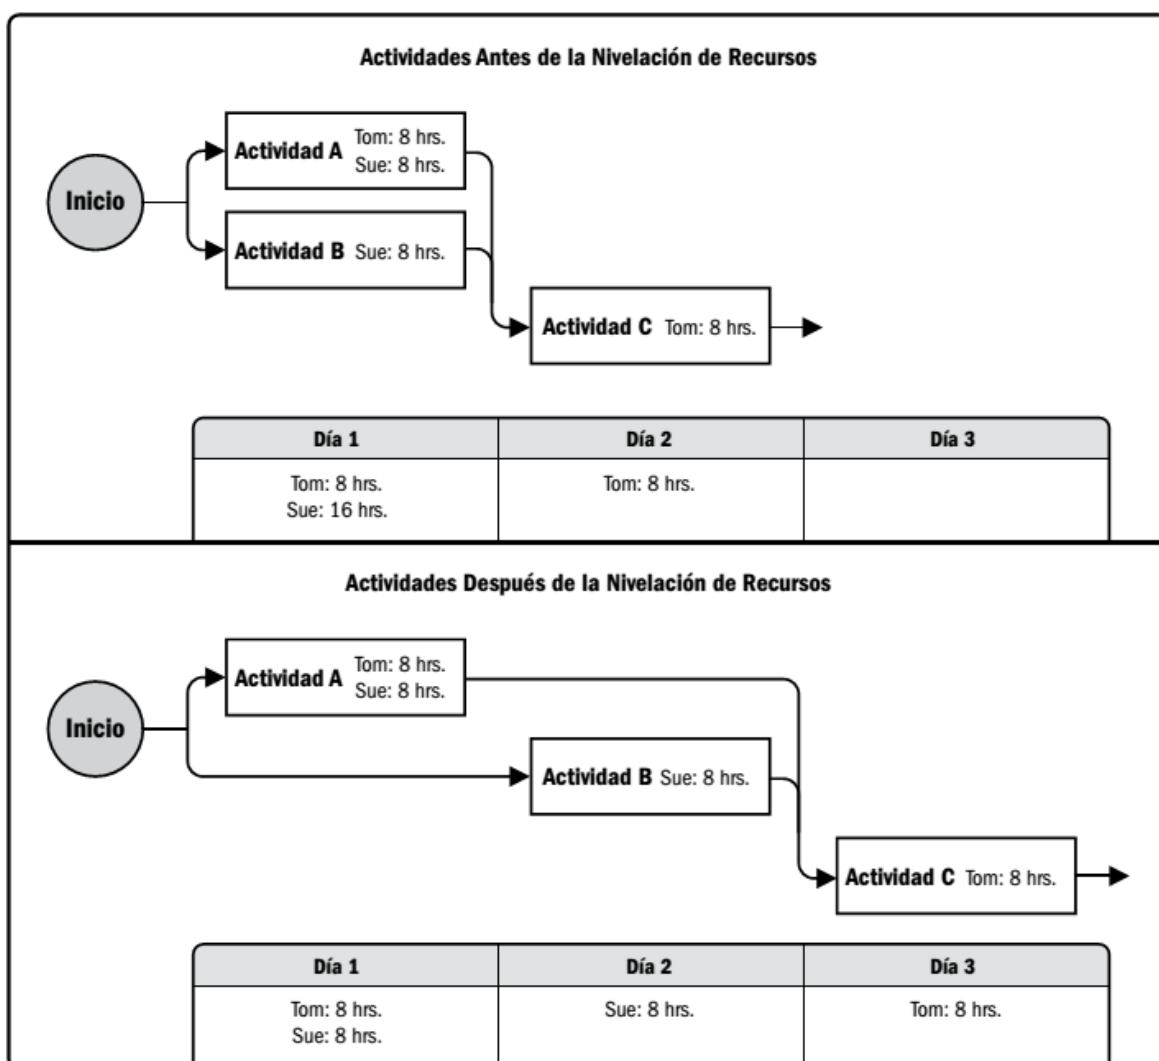 Actividades Antes de la Nivelación de Recursos
Inicio
Actividad A
Tom: 8 hrs.
Sue: 8 hrs.
Actividad B Sue: 8 hrs.
Actividad C Tom: 8 hrs.
Día 1 Día 2 Día 3
Tom: 8 hrs. Tom: 8 hrs.
Sue: 16 hrs.
Actividades Después de la Nivelación de Recursos
Inicio
Actividad A
Tom: 8 hrs.
Sue: 8 hrs.
Actividad B Sue: 8 hrs.
Actividad C Tom: 8 hrs.
Día 1 Día 2 Día 3
Tom: 8 hrs. Sue: 8 hrs. Tom: 8 hrs.
Sue: 8 hrs.